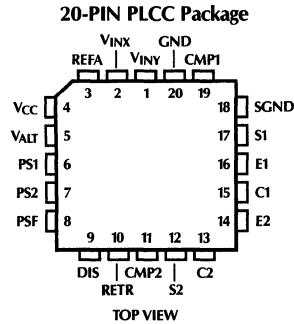 20-PIN PLCC Package
VINX GND
REFA VINY CMP1
3 2 1 20 19
VCC 4 18 SGND
VALT 5 17 S1
PS1 6 16 E1
PS2 7 15 C1
PSF 8 14 E2
9 10 11 12 13
DIS CMP2 C2
RETR S2
TOP VIEW